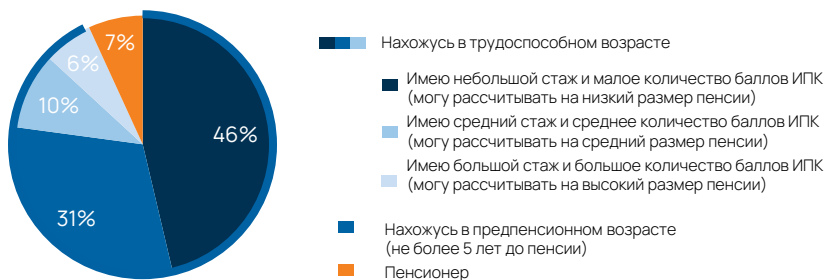 7%
6%
10%
46%
31%
Нахожусь в трудоспособном возрасте
Имею небольшой стаж и малое количество баллов ИПК
(могу рассчитывать на низкий размер пенсии)
Имею средний стаж и среднее количество баллов ИПК
(могу рассчитывать на средний размер пенсии)
Имею большой стаж и большое количество баллов ИПК
(могу рассчитывать на высокий размер пенсии)
Нахожусь в предпенсионном возрасте
(не более 5 лет до пенсии)
Пенсионер